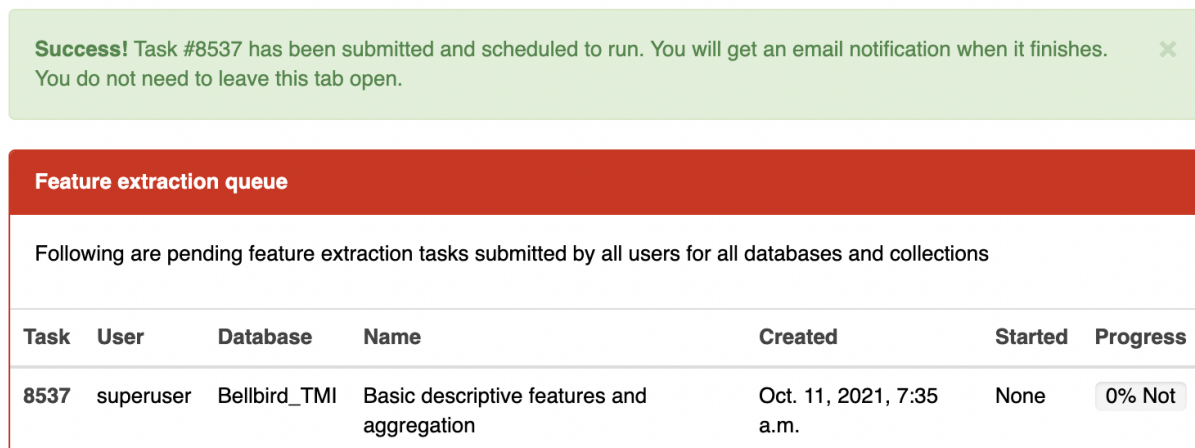 Success! Task #8537 has been submitted and scheduled to run. You will get an email notification when it finishes.
You do not need to leave this tab open.
×
Feature extraction queue
Following are pending feature extraction tasks submitted by all users for all databases and collections
Task User Database Name Created Started Progress
8537 superuser Bellbird_TMI Basic descriptive features and Oct. 11, 2021, 7:35 None 0% Not
aggregation a.m.